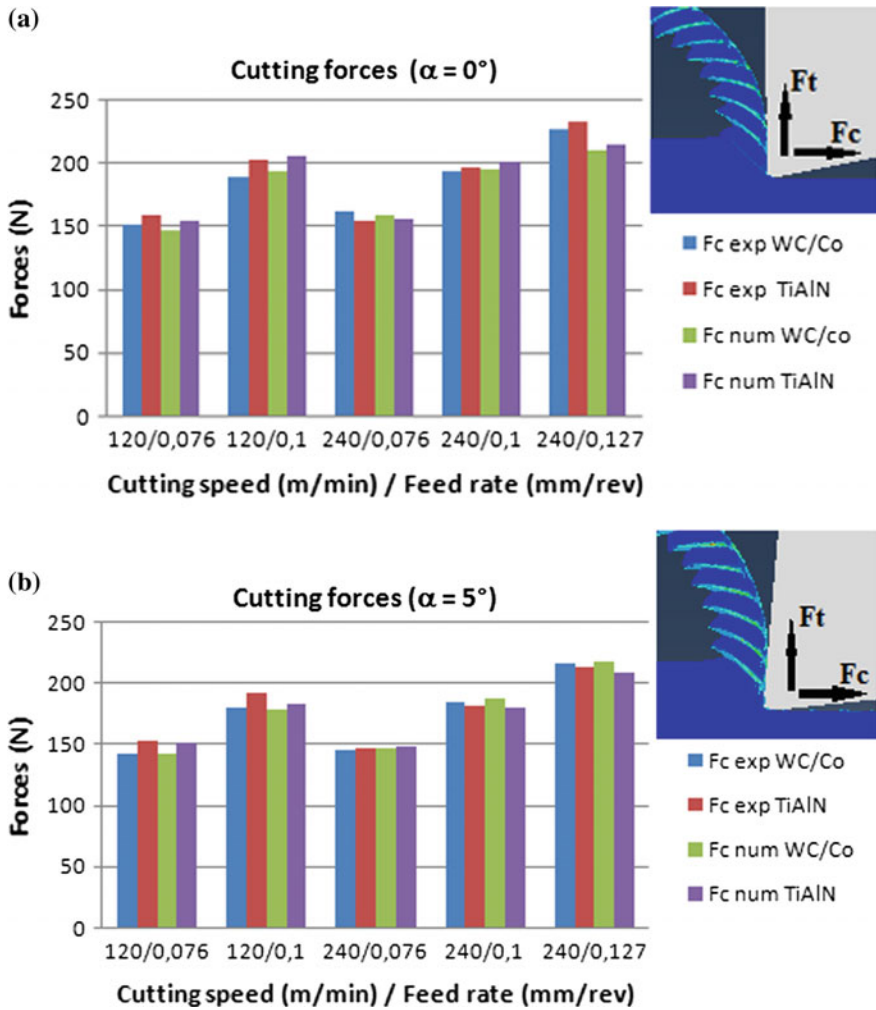 (a)
Cutting forces (α = 0°)
250
200
150
100
50
0
Forces (N)
120/0,076 120/0,1 240/0,076 240/0,1 240/0,127
Cutting speed (m/min) / Feed rate (mm/rev)
Ft
Fc
Fc exp WC/Co
Fc exp TiAlN
Fc num WC/co
Fc num TiAlN
(b)
Cutting forces (α = 5°)
250
200
150
100
50
0
Forces (N)
120/0,076 120/0,1 240/0,076 240/0,1 240/0,127
Cutting speed (m/min) / Feed rate (mm/rev)
Ft
Fc
Fc exp WC/Co
Fc exp TiAlN
Fc num WC/Co
Fc num TiAlN